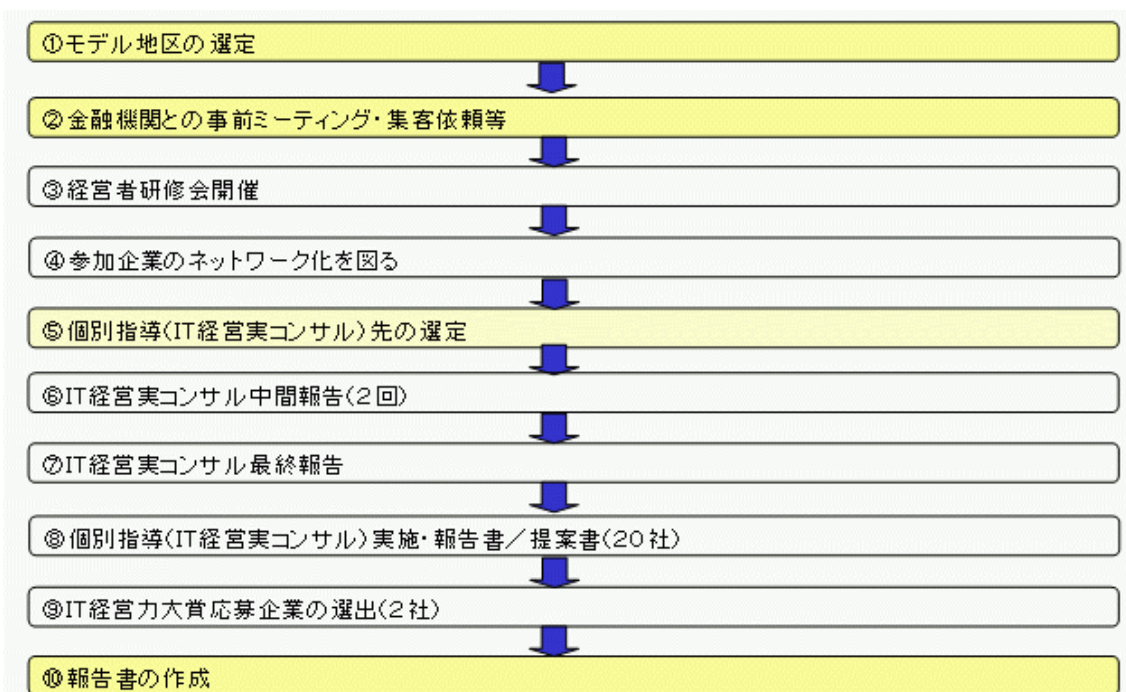 ①モデル地区の選定
②金融機関との事前ミーティング・集客依頼等
③経営者研修会開催
④参加企業のネットワーク化を図る
⑤個別指導(IT経営実コンサル)先の選定
⑥IT経営実コンサル中間報告(2回)
⑦IT経営実コンサル最終報告
⑧個別指導(IT経営実コンサル)実施・報告書／提案書(20社)
⑨IT経営力大賞応募企業の選出(2社)
⑩報告書の作成